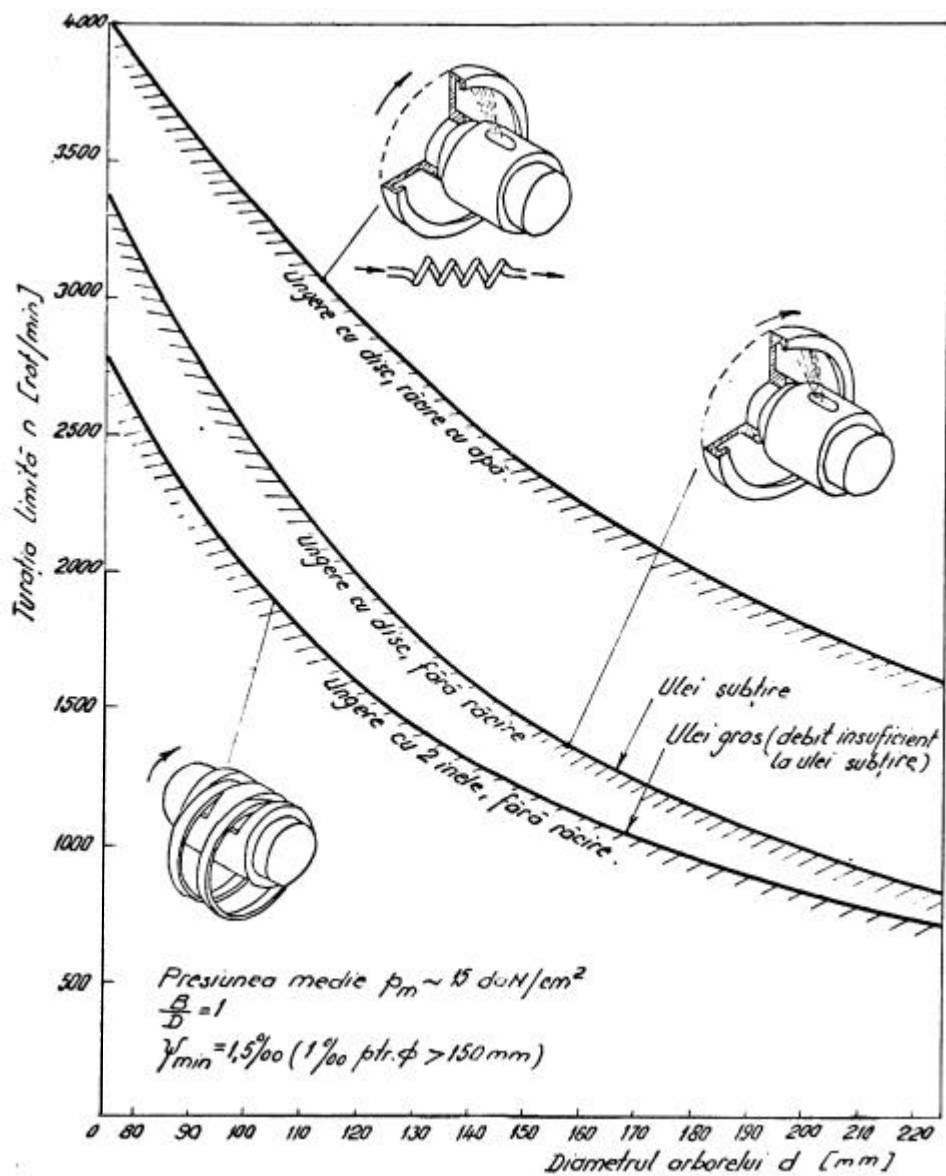 4.000
3500
3000
2500
2000
1500
1000
500
Turația limită n [rot/min]
Ungere cu disc, răcire cu apă.
Ungere cu disc, fără răcire
Ungere cu 2 inele, fără răcire.
Ulei subțire
Ulei gros (debit insuficient
la ulei subțire)
Presiunea medie pm ~ 15 daN/cm²
B/D = 1
Ψmin = 1,5‰ (1‰ ptr. ϕ > 150 mm)
0 80 90 100 110 120 130 140 150 160 170 180 190 200 210 220
Diametrul arborelui d [mm]